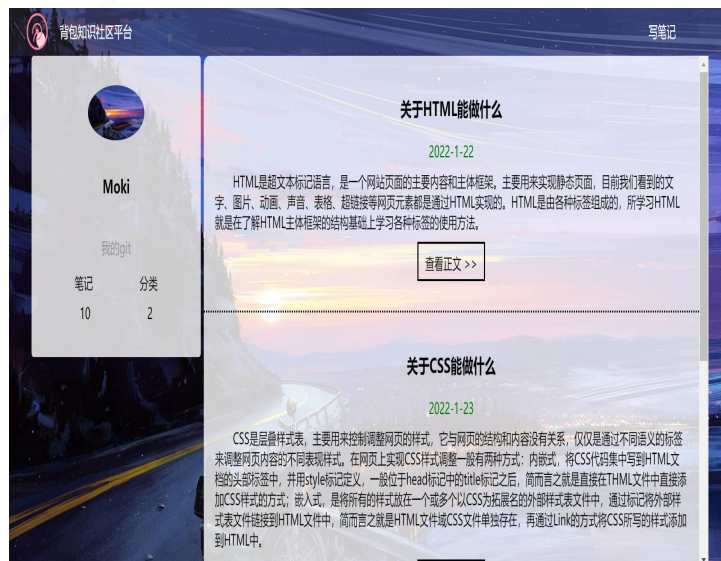 背包知识社区平台
写笔记
Moki
我的git
笔记 分类
10 2
关于HTML能做什么
2022-1-22
HTML是超文本标记语言，是一个网站页面的主要内容和主体框架。主要用来实现静态页面，目前我们看到的文
字、图片、动画、声音、表格、超链接等网页元素都是通过HTML实现的。HTML是由各种标签组成的，所学习HTML
就是在了解HTML主体框架的结构基础上学习各种标签的使用方法。
查看正文 >>
关于CSS能做什么
2022-1-23
CSS是层叠样式表，主要用来控制调整网页的样式，它与网页的结构和内容没有关系，仅仅是通过不同语义的标签
来调整网页内容的不同表现样式。在网页上实现CSS样式调整一般有两种方式：内嵌式，将CSS代码集中写到HTML文
档的头部标签中，并用style标记定义，一般位于head标记中的title标记之后，简而言之就是直接在THML文件中直接添
加CSS样式的方式；嵌入式，是将所有的样式放在一个或多个以CSS为拓展名的外部样式表文件中，通过标记将外部样
式表文件链接到HTML文件中，简而言之就是HTML文件或CSS文件单独存在，再通过Link的方式将CSS所写的样式添加
到HTML中。